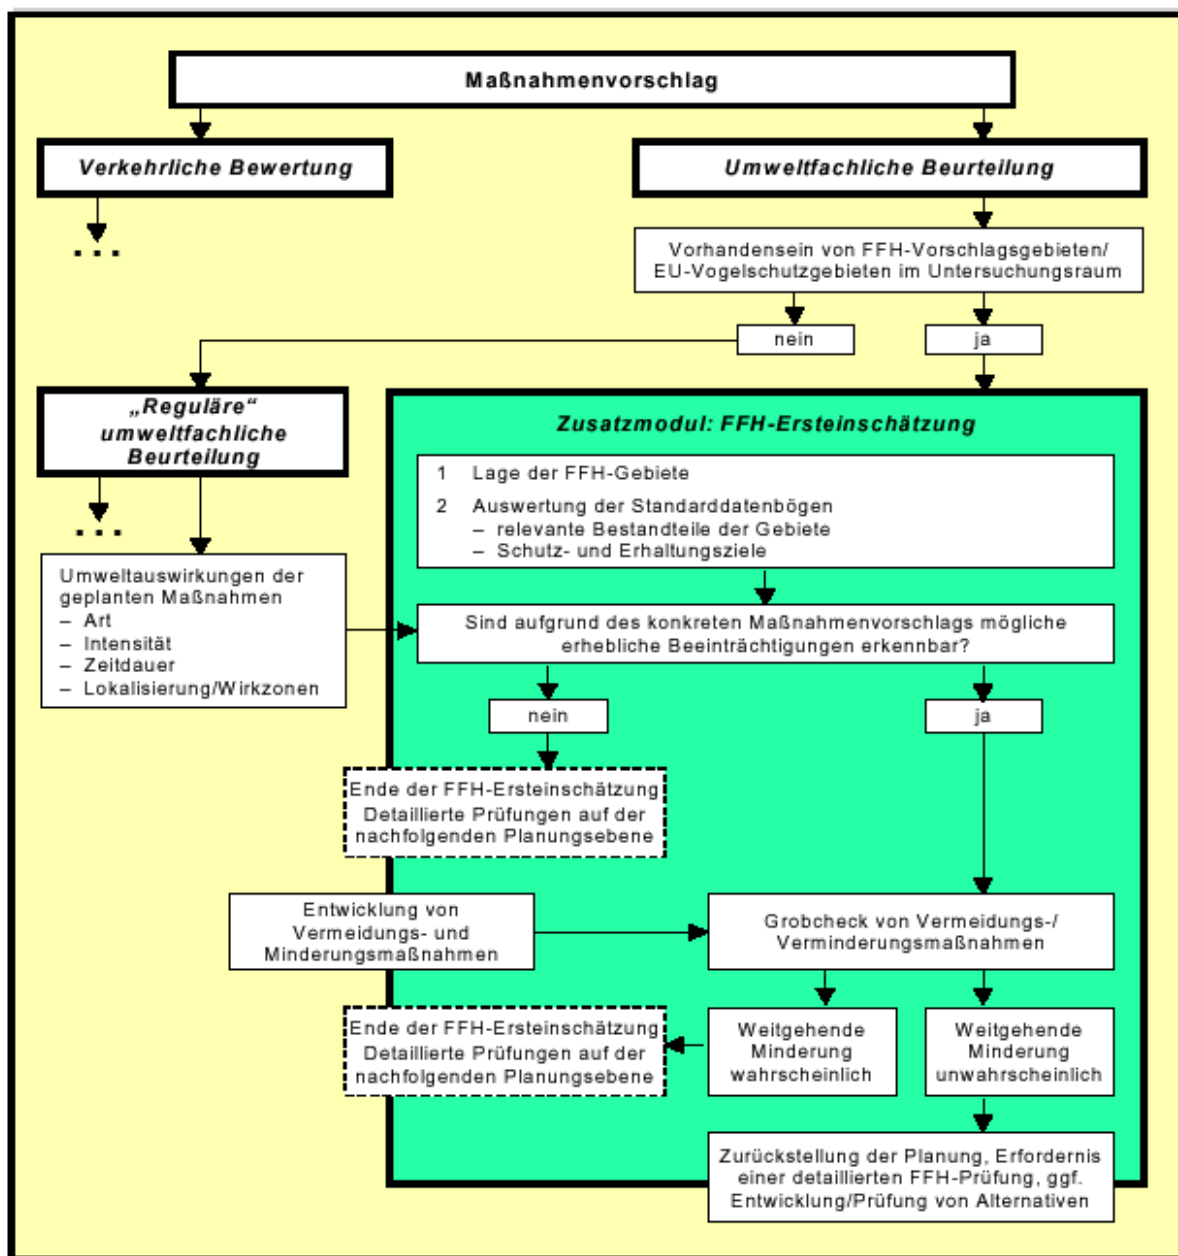 Maßnahmenvorschlag
Verkehrliche Bewertung
...
Umweltfachliche Beurteilung
Vorhandensein von FFH-Vorschlagsgebieten/
EU-Vogelschutzgebieten im Untersuchungsraum
nein
ja
„Reguläre“
umweltfachliche
Beurteilung
...
Umweltauswirkungen der
geplanten Maßnahmen
– Art
– Intensität
– Zeitdauer
– Lokalisierung/Wirkzonen
Zusatzmodul: FFH-Ersteinschätzung
1 Lage der FFH-Gebiete
2 Auswertung der Standarddatenbögen
– relevante Bestandteile der Gebiete
– Schutz- und Erhaltungsziele
Sind aufgrund des konkreten Maßnahmenvorschlags mögliche
erhebliche Beeinträchtigungen erkennbar?
nein
ja
Ende der FFH-Ersteinschätzung
Detaillierte Prüfungen auf der
nachfolgenden Planungsebene
Entwicklung von
Vermeidungs- und
Minderungsmaßnahmen
Grobcheck von Vermeidungs-/
Verminderungsmaßnahmen
Ende der FFH-Ersteinschätzung
Detaillierte Prüfungen auf der
nachfolgenden Planungsebene
Weitgehende
Minderung
wahrscheinlich
Weitgehende
Minderung
unwahrscheinlich
Zurückstellung der Planung, Erfordernis
einer detaillierten FFH-Prüfung, ggf.
Entwicklung/Prüfung von Alternativen